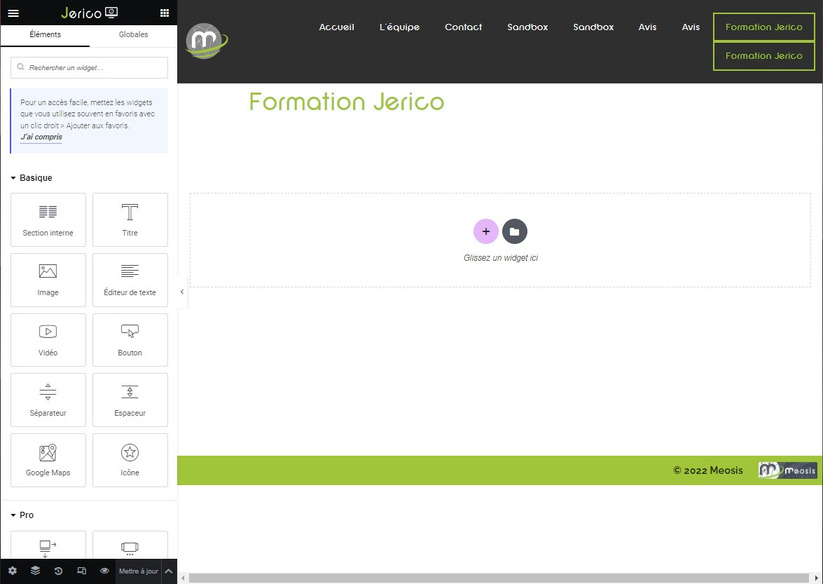 Jerico
Éléments
Globales
Rechercher un widget...
Pour un accès facile, mettez les widgets
que vous utilisez souvent en favoris avec
un clic droit > Ajouter aux favoris.
J'ai compris
Basique
Section interne
Titre
Image
Éditeur de texte
Vidéo
Bouton
Séparateur
Espaceur
Google Maps
Icône
Pro
Mettre à jour
m
Accueil
L'équipe
Contact
Sandbox
Sandbox
Avis
Avis
Formation Jerico
Formation Jerico
Formation Jerico
Glissez un widget ici
© 2022 Meosis
m meosis